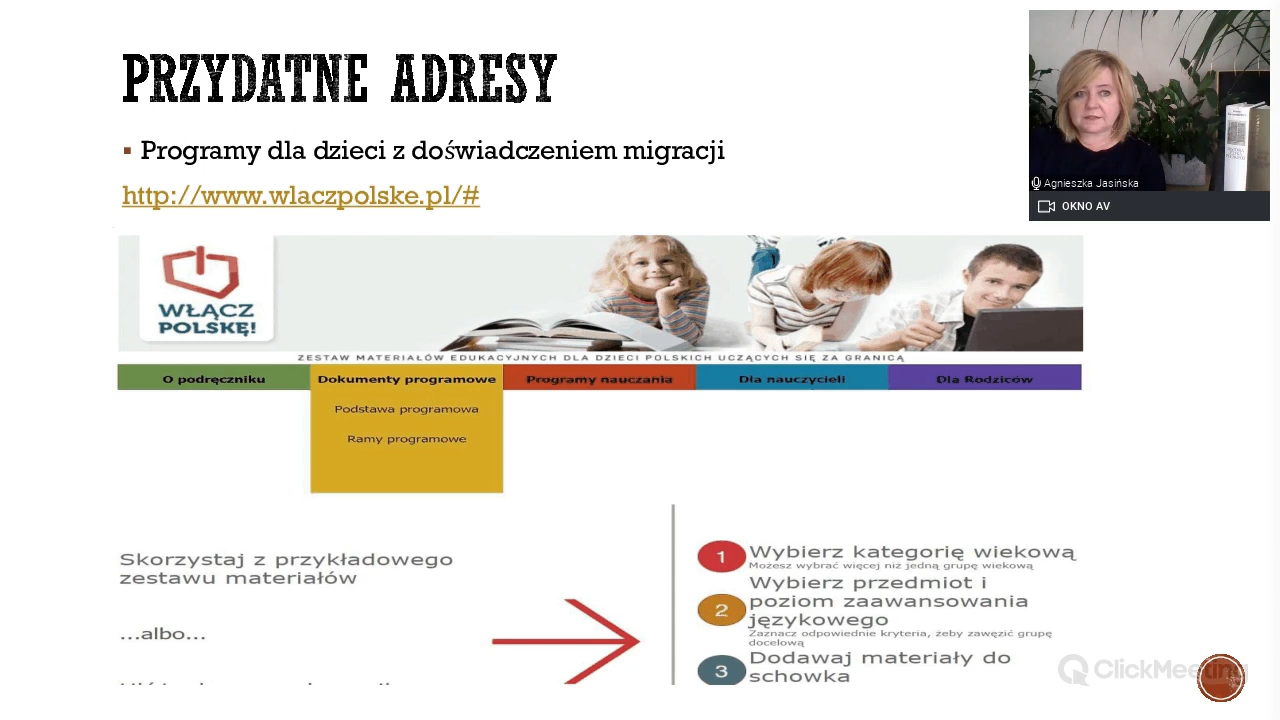 PRZYDATNE ADRESY
Programy dla dzieci z doświadczeniem migracji
http://www.wlaczpolske.pl/#
Agnieszka Jasińska
OKNO AV
WŁĄCZ
POLSKĘ!
ZESTAW MATERIAŁÓW EDUKACYJNYCH DLA DZIECI POLSKICH UCZĄCYCH SIĘ ZA GRANICĄ
O podręczniku
Dokumenty programowe
Programy nauczania
Dla nauczycieli
Dla Rodziców
Podstawa programowa
Ramy programowe
Skorzystaj z przykładowego
zestawu materiałów
...albo...
1 Wybierz kategorię wiekową
Możesz wybrać więcej niż jedną grupę wiekową
2 Wybierz przedmiot i
poziom zaawansowania
językowego
Zaznacz odpowiednie kryteria, żeby zawęzić grupę
docelową
3 Dodawaj materiały do
schowka
ClickMeeting